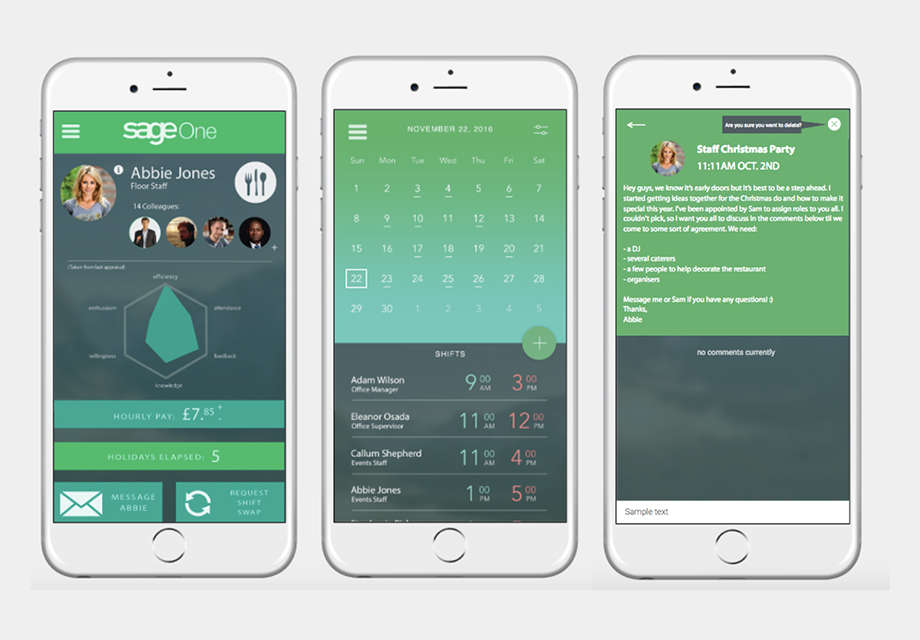 sageOne
Abbie Jones
Floor Staff
14 Colleagues:
+
(Taken from last appraisal)
efficiency
enthusiasm
attendance
willingness
feedback
knowledge
HOURLY PAY: £7.85 +
HOLIDAYS ELAPSED: 5
MESSAGE
ABBIE
REQUEST
SHIFT
SWAP
NOVEMBER 22, 2016
Sun Mon Tue Wed Thu Fri Sat
1 2 3 4 5 6 7
8 9 10 11 12 13 14
15 16 17 18 19 20 21
22 23 24 25 26 27 28
29 30 1 2 3 4 5
+
SHIFTS
Adam Wilson
Office Manager
9 00 AM 3 00 PM
Eleanor Osada
Office Supervisor
11 00 AM 12 00 PM
Callum Shepherd
Events Staff
11 00 AM 4 00 PM
Abbie Jones
Events Staff
1 00 PM 5 00 PM
Are you sure you want to delete?
Staff Christmas Party
11:11AM OCT. 2ND
Hey guys, we know it's early doors but it's best to be a step ahead. I
started getting ideas together for the Christmas do and how to make it
special this year. I've been appointed by Sam to assign roles to you all. I
couldn't pick, so I want you all to discuss in the comments below til we
come to some sort of agreement. We need:
- a DJ
- several caterers
- a few people to help decorate the restaurant
- organisers
Message me or Sam if you have any questions! :)
Thanks,
Abbie
no comments currently
Sample text